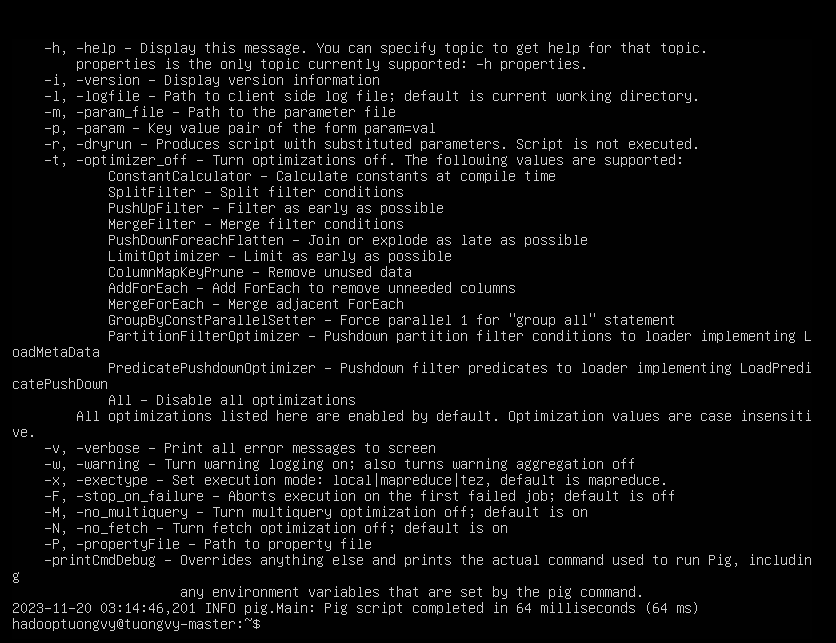 -h, -help - Display this message. You can specify topic to get help for that topic.
properties is the only topic currently supported: -h properties.
-i, -version - Display version information
-l, -logfile - Path to client side log file; default is current working directory.
-m, -param_file - Path to the parameter file
-p, -param - Key value pair of the form param=val
-r, -dryrun - Produces script with substituted parameters. Script is not executed.
-t, -optimizer_off - Turn optimizations off. The following values are supported:
ConstantCalculator - Calculate constants at compile time
SplitFilter - Split filter conditions
PushUpFilter - Filter as early as possible
MergeFilter - Merge filter conditions
PushDownForeachFlatten - Join or explode as late as possible
LimitOptimizer - Limit as early as possible
ColumnMapKeyPrune - Remove unused data
AddForEach - Add ForEach to remove unneeded columns
MergeForEach - Merge adjacent ForEach
GroupByConstParallelSetter - Force parallel 1 for "group all" statement
PartitionFilterOptimizer - Pushdown partition filter conditions to loader implementing L
oadMetaData
PredicatePushdownOptimizer - Pushdown filter predicates to loader implementing LoadPredi
catePushDown
All - Disable all optimizations
All optimizations listed here are enabled by default. Optimization values are case insensiti
ve.
-v, -verbose - Print all error messages to screen
-w, -warning - Turn warning logging on; also turns warning aggregation off
-x, -exectype - Set execution mode: local|mapreduce|tez, default is mapreduce.
-F, -stop_on_failure - Aborts execution on the first failed job; default is off
-M, -no_multiquery - Turn multiquery optimization off; default is on
-N, -no_fetch - Turn fetch optimization off; default is on
-P, -propertyFile - Path to property file
-printCmdDebug - Overrides anything else and prints the actual command used to run Pig, includin
g
any environment variables that are set by the pig command.
2023-11-20 03:14:46,201 INFO pig.Main: Pig script completed in 64 milliseconds (64 ms)
hadooptuongvy@tuongvy-master:~$